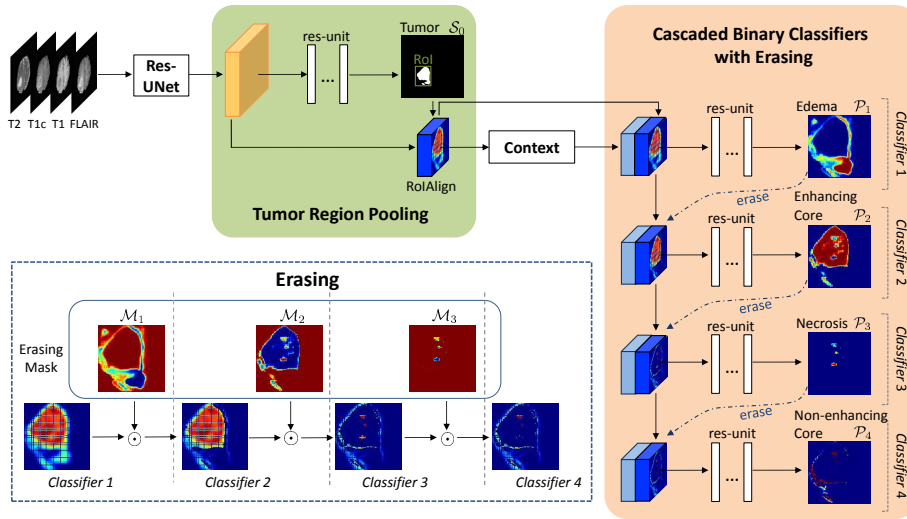 T2 T1c T1 FLAIR
Res-
UNet
res-unit
...
Tumor S₀
RoI
RoIAlign
Tumor Region Pooling
Context
Cascaded Binary Classifiers
with Erasing
res-unit
...
Edema P₁
Classifier 1
erase
res-unit
...
Enhancing
Core P₂
Classifier 2
erase
res-unit
...
Necrosis P₃
Classifier 3
erase
res-unit
...
Non-enhancing
Core P₄
Classifier 4
Erasing
Erasing
Mask
M₁
M₂
M₃
Classifier 1
Classifier 2
Classifier 3
Classifier 4